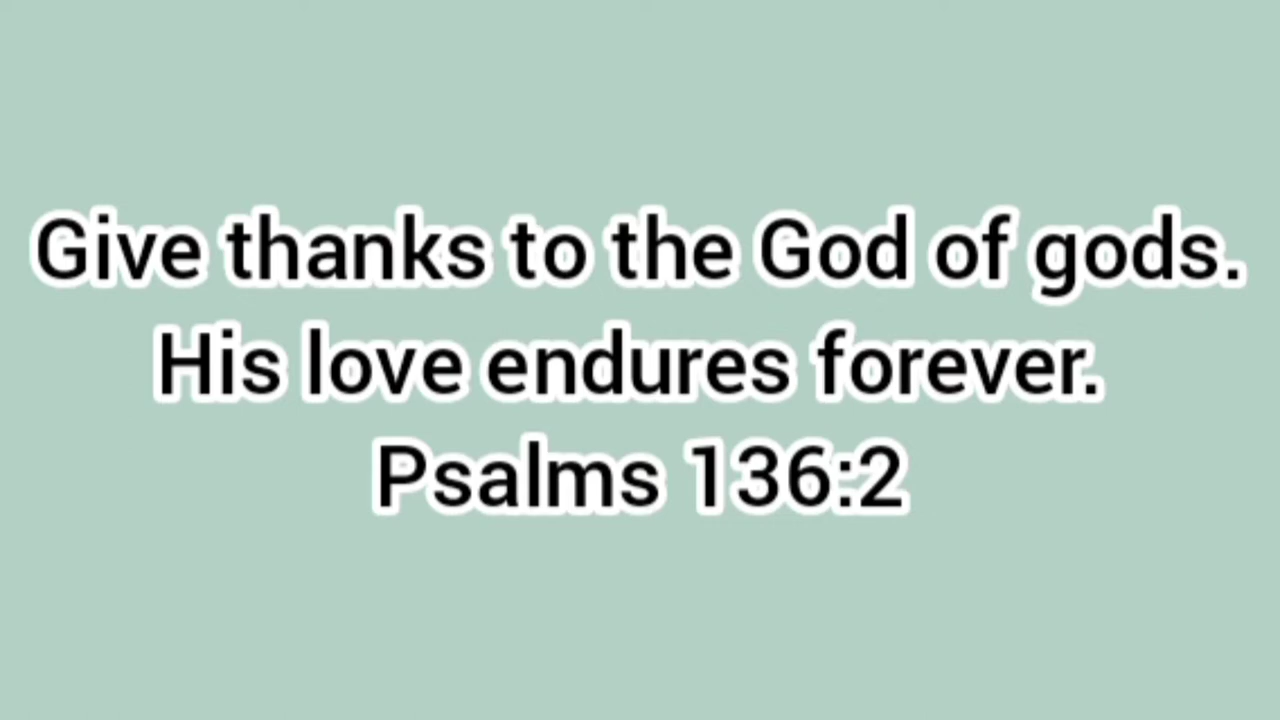 Give thanks to the God of gods.
His love endures forever.
Psalms 136:2